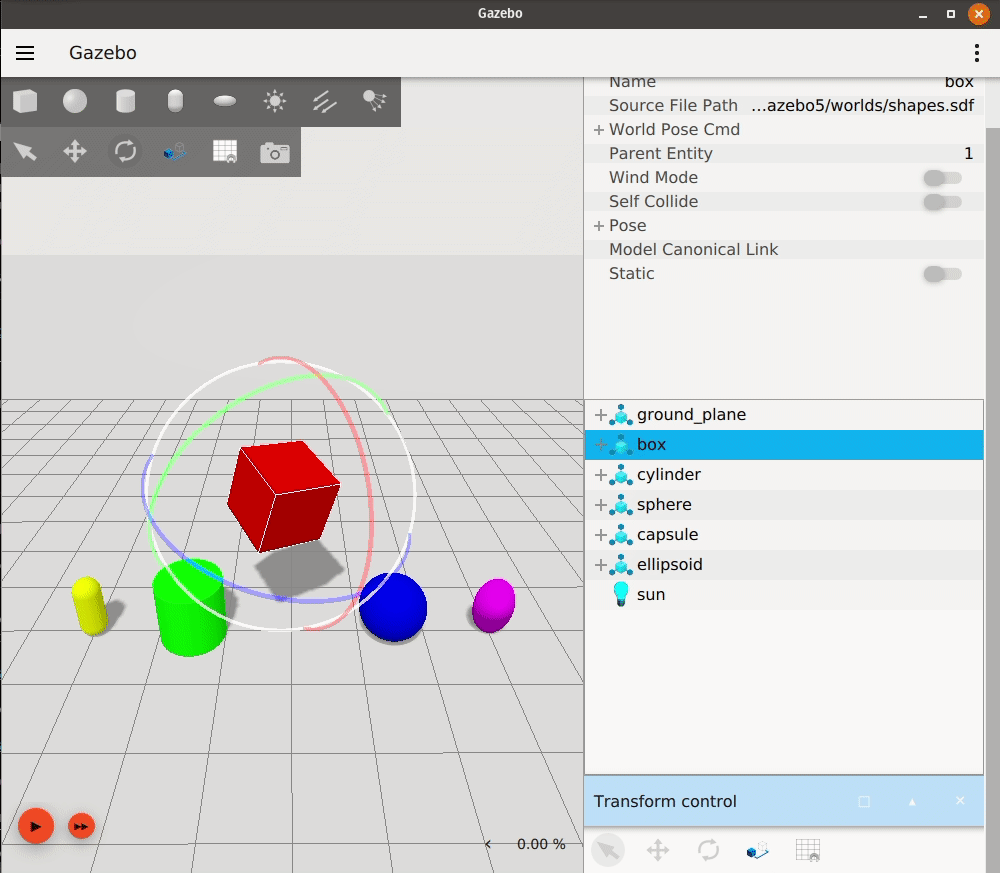 Gazebo
Gazebo
Name box
Source File Path ...azebo5/worlds/shapes.sdf
World Pose Cmd
Parent Entity 1
Wind Mode
Self Collide
Pose
Model Canonical Link
Static
ground_plane
box
cylinder
sphere
capsule
ellipsoid
sun
Transform control
0.00 %